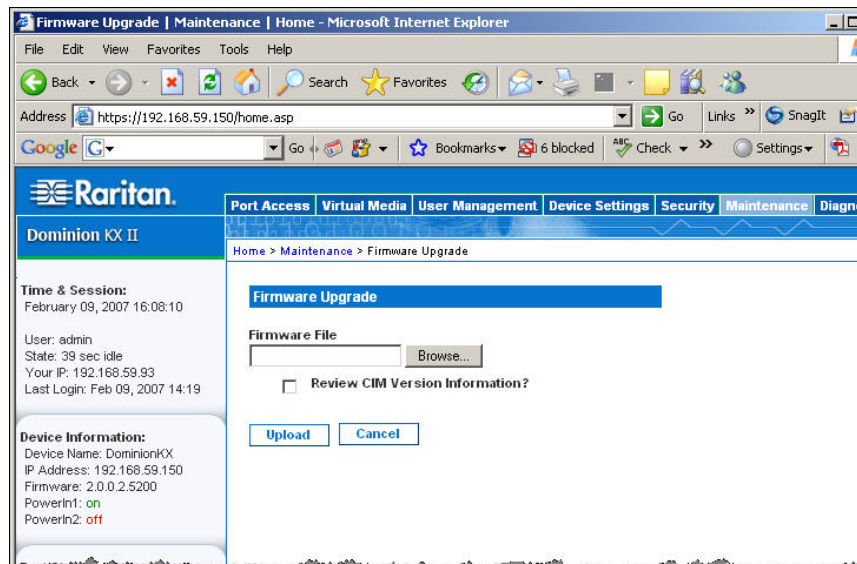 Firmware Upgrade | Maintenance | Home - Microsoft Internet Explorer
File Edit View Favorites Tools Help
Back Search Favorites
Address https://192.168.59.150/home.asp Go Links » SnagIt
Google G Go Bookmarks 6 blocked ABC Check » Settings
Raritan.
Port Access Virtual Media User Management Device Settings Security Maintenance Diagn
Dominion KX II
Home > Maintenance > Firmware Upgrade
Time & Session:
February 09, 2007 16:08:10
User: admin
State: 39 sec idle
Your IP: 192.168.59.93
Last Login: Feb 09, 2007 14:19
Device Information:
Device Name: DominionKX
IP Address: 192.168.59.150
Firmware: 2.0.0.2.5200
PowerIn1: on
PowerIn2: off
Firmware Upgrade
Firmware File
Browse...
Review CIM Version Information?
Upload Cancel